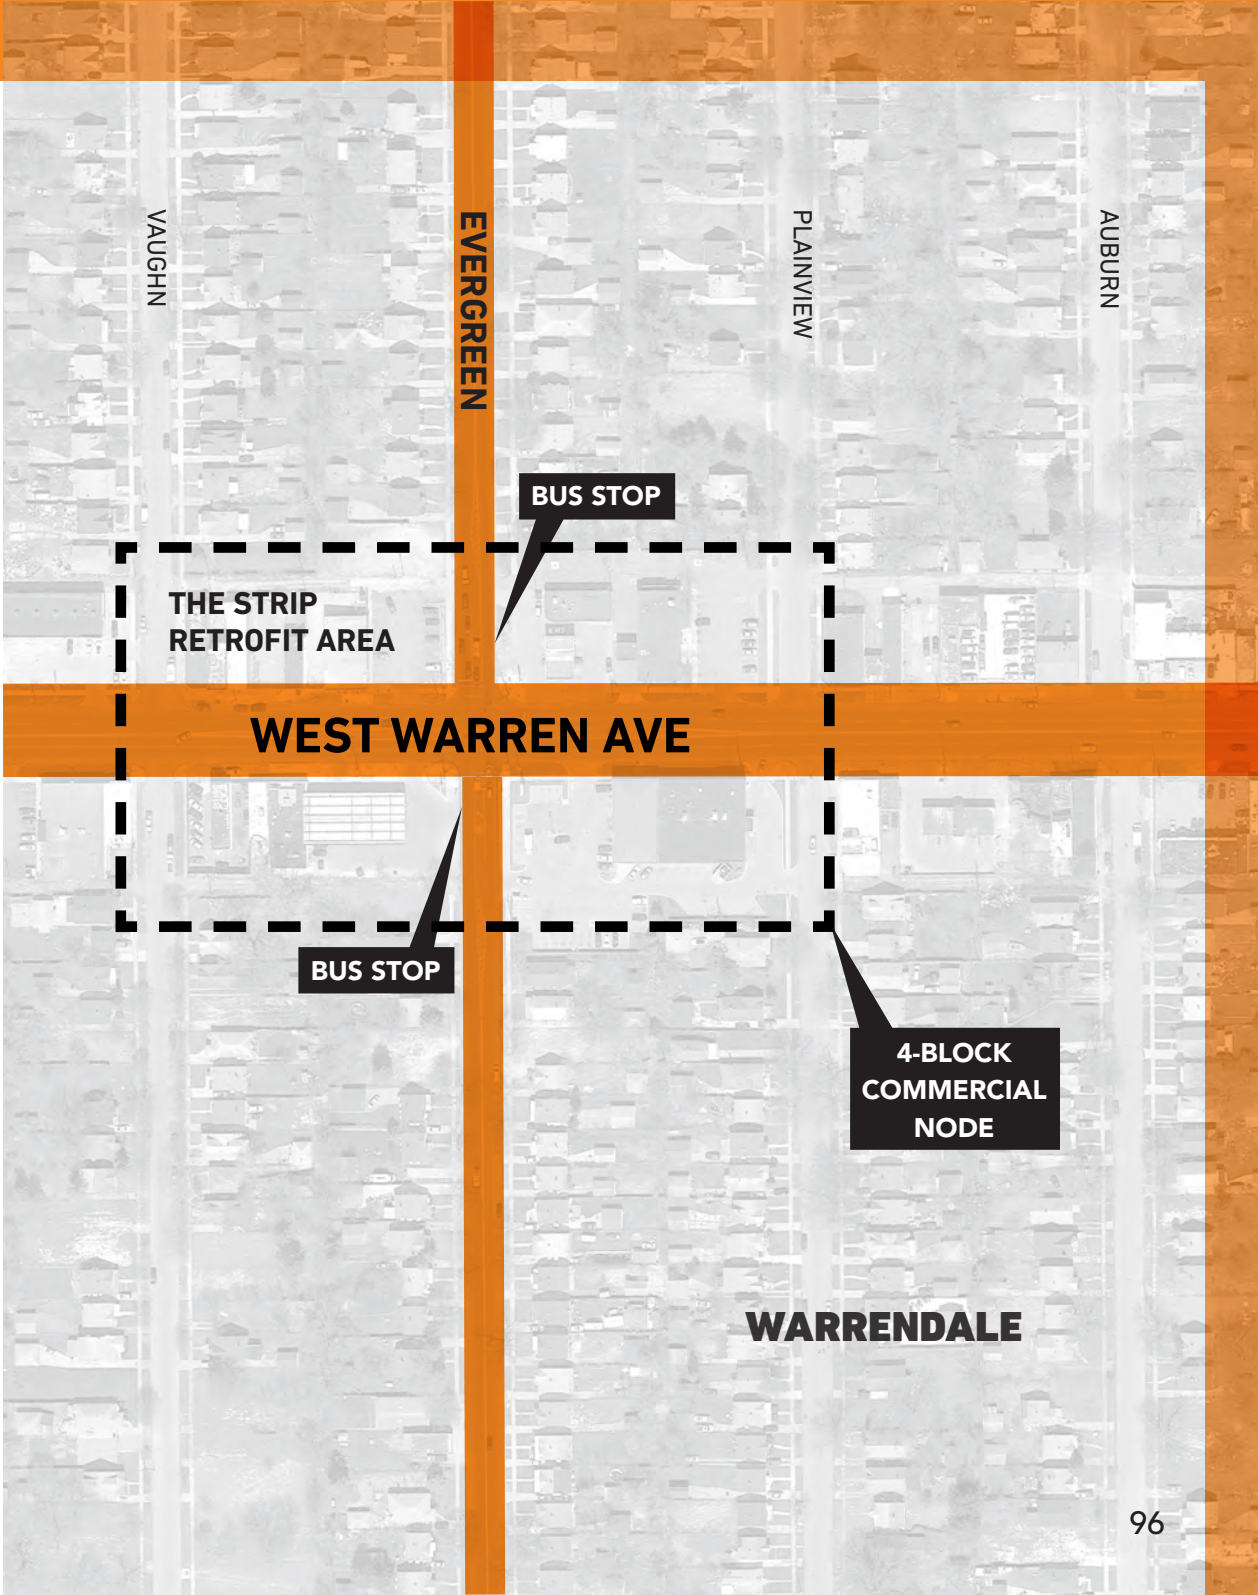 VAUGHN
EVERGREEN
PLAINVIEW
AUBURN
BUS STOP
THE STRIP
RETROFIT AREA
WEST WARREN AVE
BUS STOP
4-BLOCK
COMMERCIAL
NODE
WARRENDALE
96